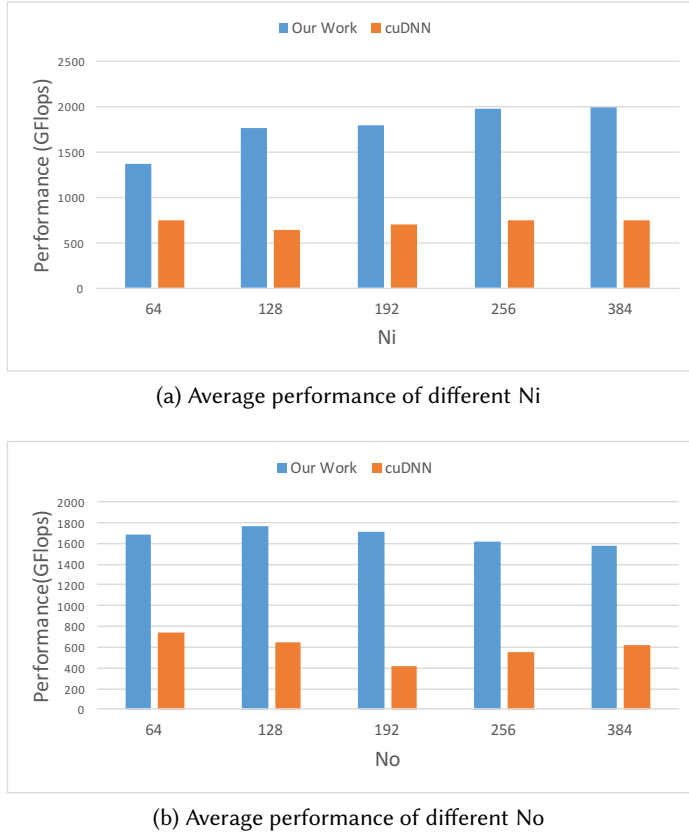 Our Work cuDNN
Performance (GFlops)
2500
2000
1500
1000
500
0
64 128 192 256 384
Ni
(a) Average performance of different Ni
Our Work cuDNN
Performance(GFlops)
2000
1800
1600
1400
1200
1000
800
600
400
200
0
64 128 192 256 384
No
(b) Average performance of different No